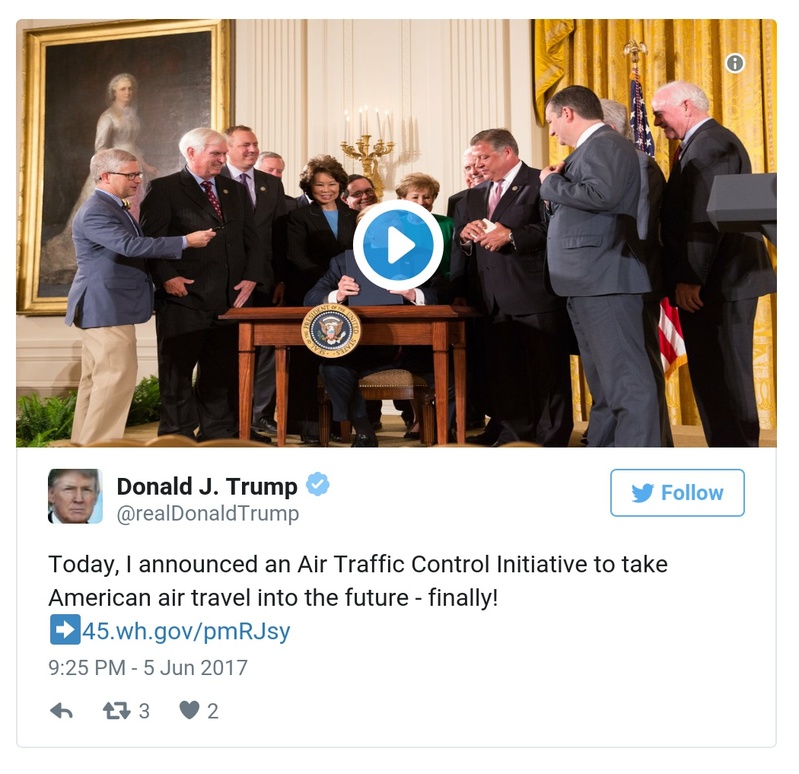 Donald J. Trump
@realDonaldTrump
Follow
Today, I announced an Air Traffic Control Initiative to take
American air travel into the future - finally!
➡45.wh.gov/pmRJsy
9:25 PM - 5 Jun 2017
3 2